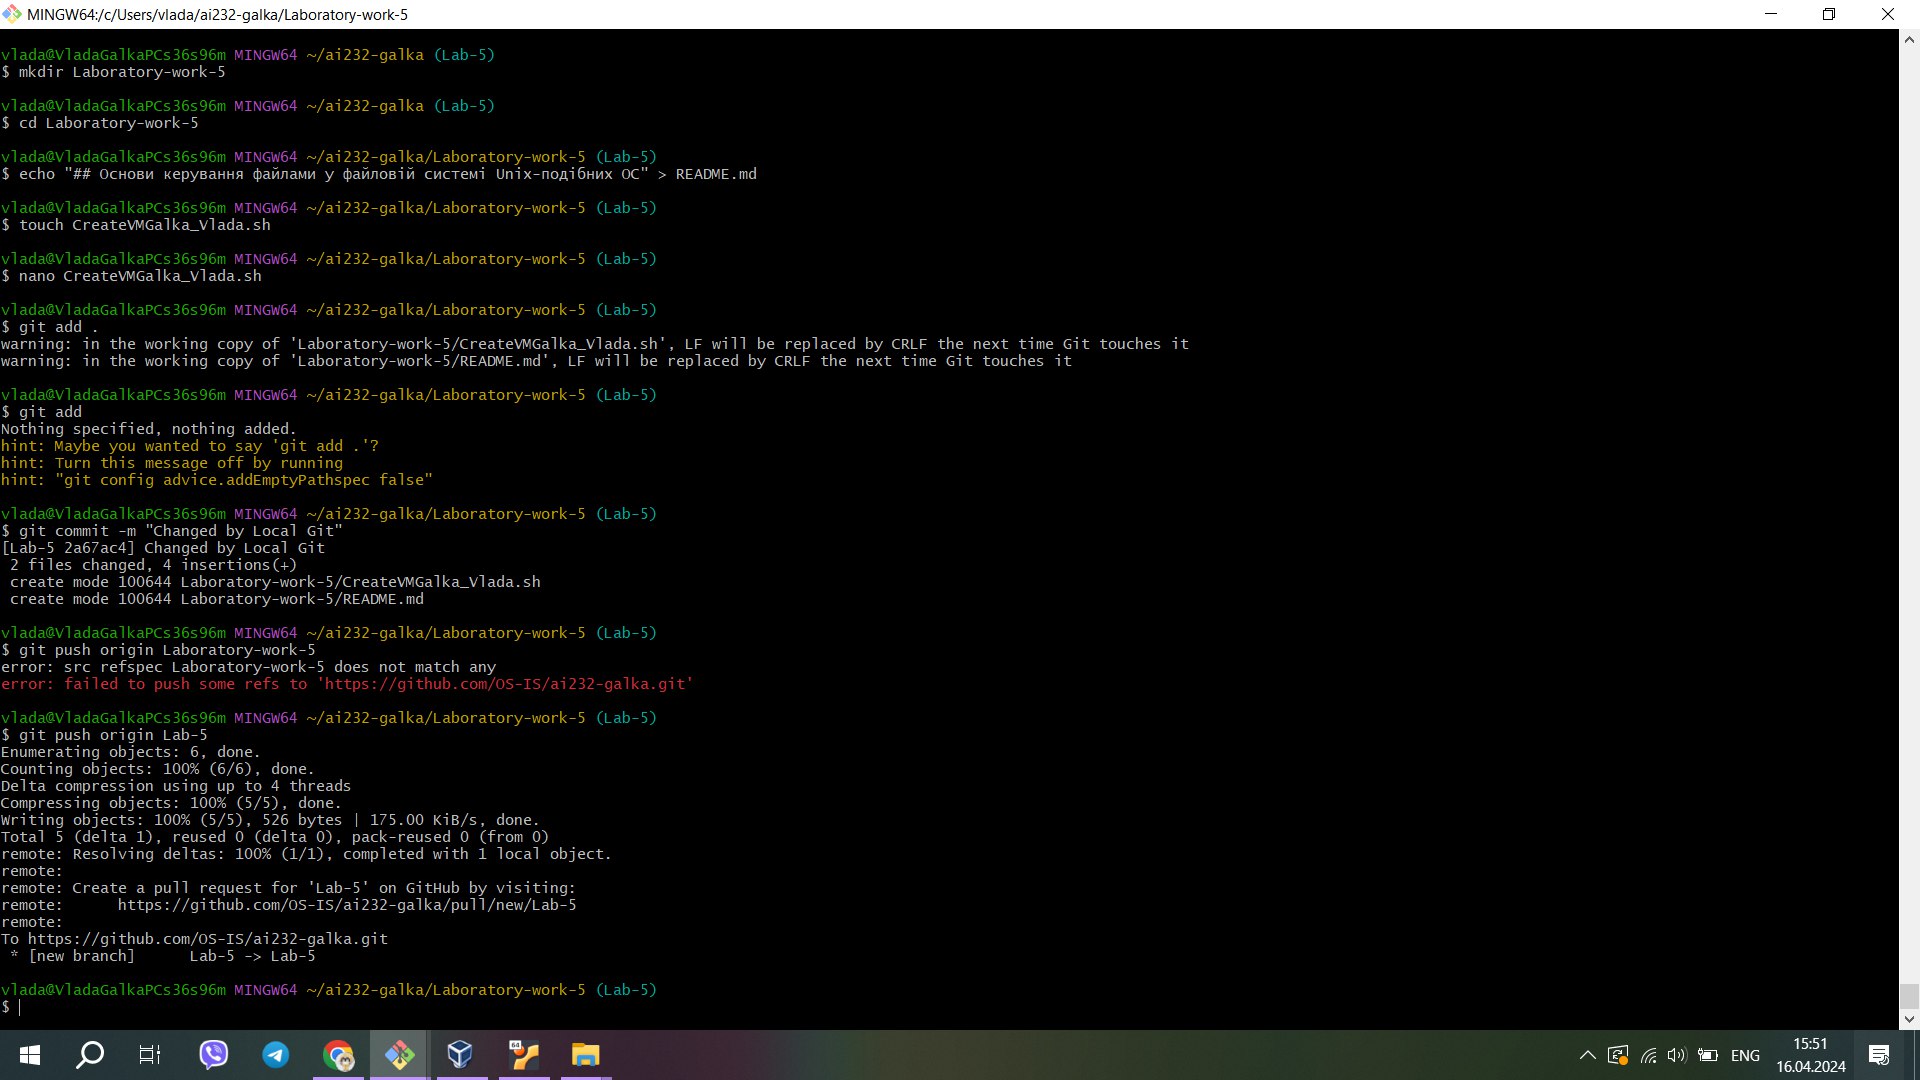 MINGW64:/c/Users/vlada/ai232-galka/Laboratory-work-5
vlada@VladaGalkaPCs36s96m MINGW64 ~/ai232-galka (Lab-5)
$ mkdir Laboratory-work-5
vlada@VladaGalkaPCs36s96m MINGW64 ~/ai232-galka (Lab-5)
$ cd Laboratory-work-5
vlada@VladaGalkaPCs36s96m MINGW64 ~/ai232-galka/Laboratory-work-5 (Lab-5)
$ echo "## Основи керування файлами у файловій системі Unix-подібних ОС" > README.md
vlada@VladaGalkaPCs36s96m MINGW64 ~/ai232-galka/Laboratory-work-5 (Lab-5)
$ touch CreateVMGalka_Vlada.sh
vlada@VladaGalkaPCs36s96m MINGW64 ~/ai232-galka/Laboratory-work-5 (Lab-5)
$ nano CreateVMGalka_Vlada.sh
vlada@VladaGalkaPCs36s96m MINGW64 ~/ai232-galka/Laboratory-work-5 (Lab-5)
$ git add .
warning: in the working copy of 'Laboratory-work-5/CreateVMGalka_Vlada.sh', LF will be replaced by CRLF the next time Git touches it
warning: in the working copy of 'Laboratory-work-5/README.md', LF will be replaced by CRLF the next time Git touches it
vlada@VladaGalkaPCs36s96m MINGW64 ~/ai232-galka/Laboratory-work-5 (Lab-5)
$ git add
Nothing specified, nothing added.
hint: Maybe you wanted to say 'git add .'?
hint: Turn this message off by running
hint: "git config advice.addEmptyPathspec false"
vlada@VladaGalkaPCs36s96m MINGW64 ~/ai232-galka/Laboratory-work-5 (Lab-5)
$ git commit -m "Changed by Local Git"
[Lab-5 2a67ac4] Changed by Local Git
2 files changed, 4 insertions(+)
create mode 100644 Laboratory-work-5/CreateVMGalka_Vlada.sh
create mode 100644 Laboratory-work-5/README.md
vlada@VladaGalkaPCs36s96m MINGW64 ~/ai232-galka/Laboratory-work-5 (Lab-5)
$ git push origin Laboratory-work-5
error: src refspec Laboratory-work-5 does not match any
error: failed to push some refs to 'https://github.com/OS-IS/ai232-galka.git'
vlada@VladaGalkaPCs36s96m MINGW64 ~/ai232-galka/Laboratory-work-5 (Lab-5)
$ git push origin Lab-5
Enumerating objects: 6, done.
Counting objects: 100% (6/6), done.
Delta compression using up to 4 threads
Compressing objects: 100% (5/5), done.
Writing objects: 100% (5/5), 526 bytes | 175.00 KiB/s, done.
Total 5 (delta 1), reused 0 (delta 0), pack-reused 0 (from 0)
remote: Resolving deltas: 100% (1/1), completed with 1 local object.
remote:
remote: Create a pull request for 'Lab-5' on GitHub by visiting:
remote:      https://github.com/OS-IS/ai232-galka/pull/new/Lab-5
remote:
To https://github.com/OS-IS/ai232-galka.git
* [new branch]      Lab-5 -> Lab-5
vlada@VladaGalkaPCs36s96m MINGW64 ~/ai232-galka/Laboratory-work-5 (Lab-5)
$
64
ENG
15:51
16.04.2024